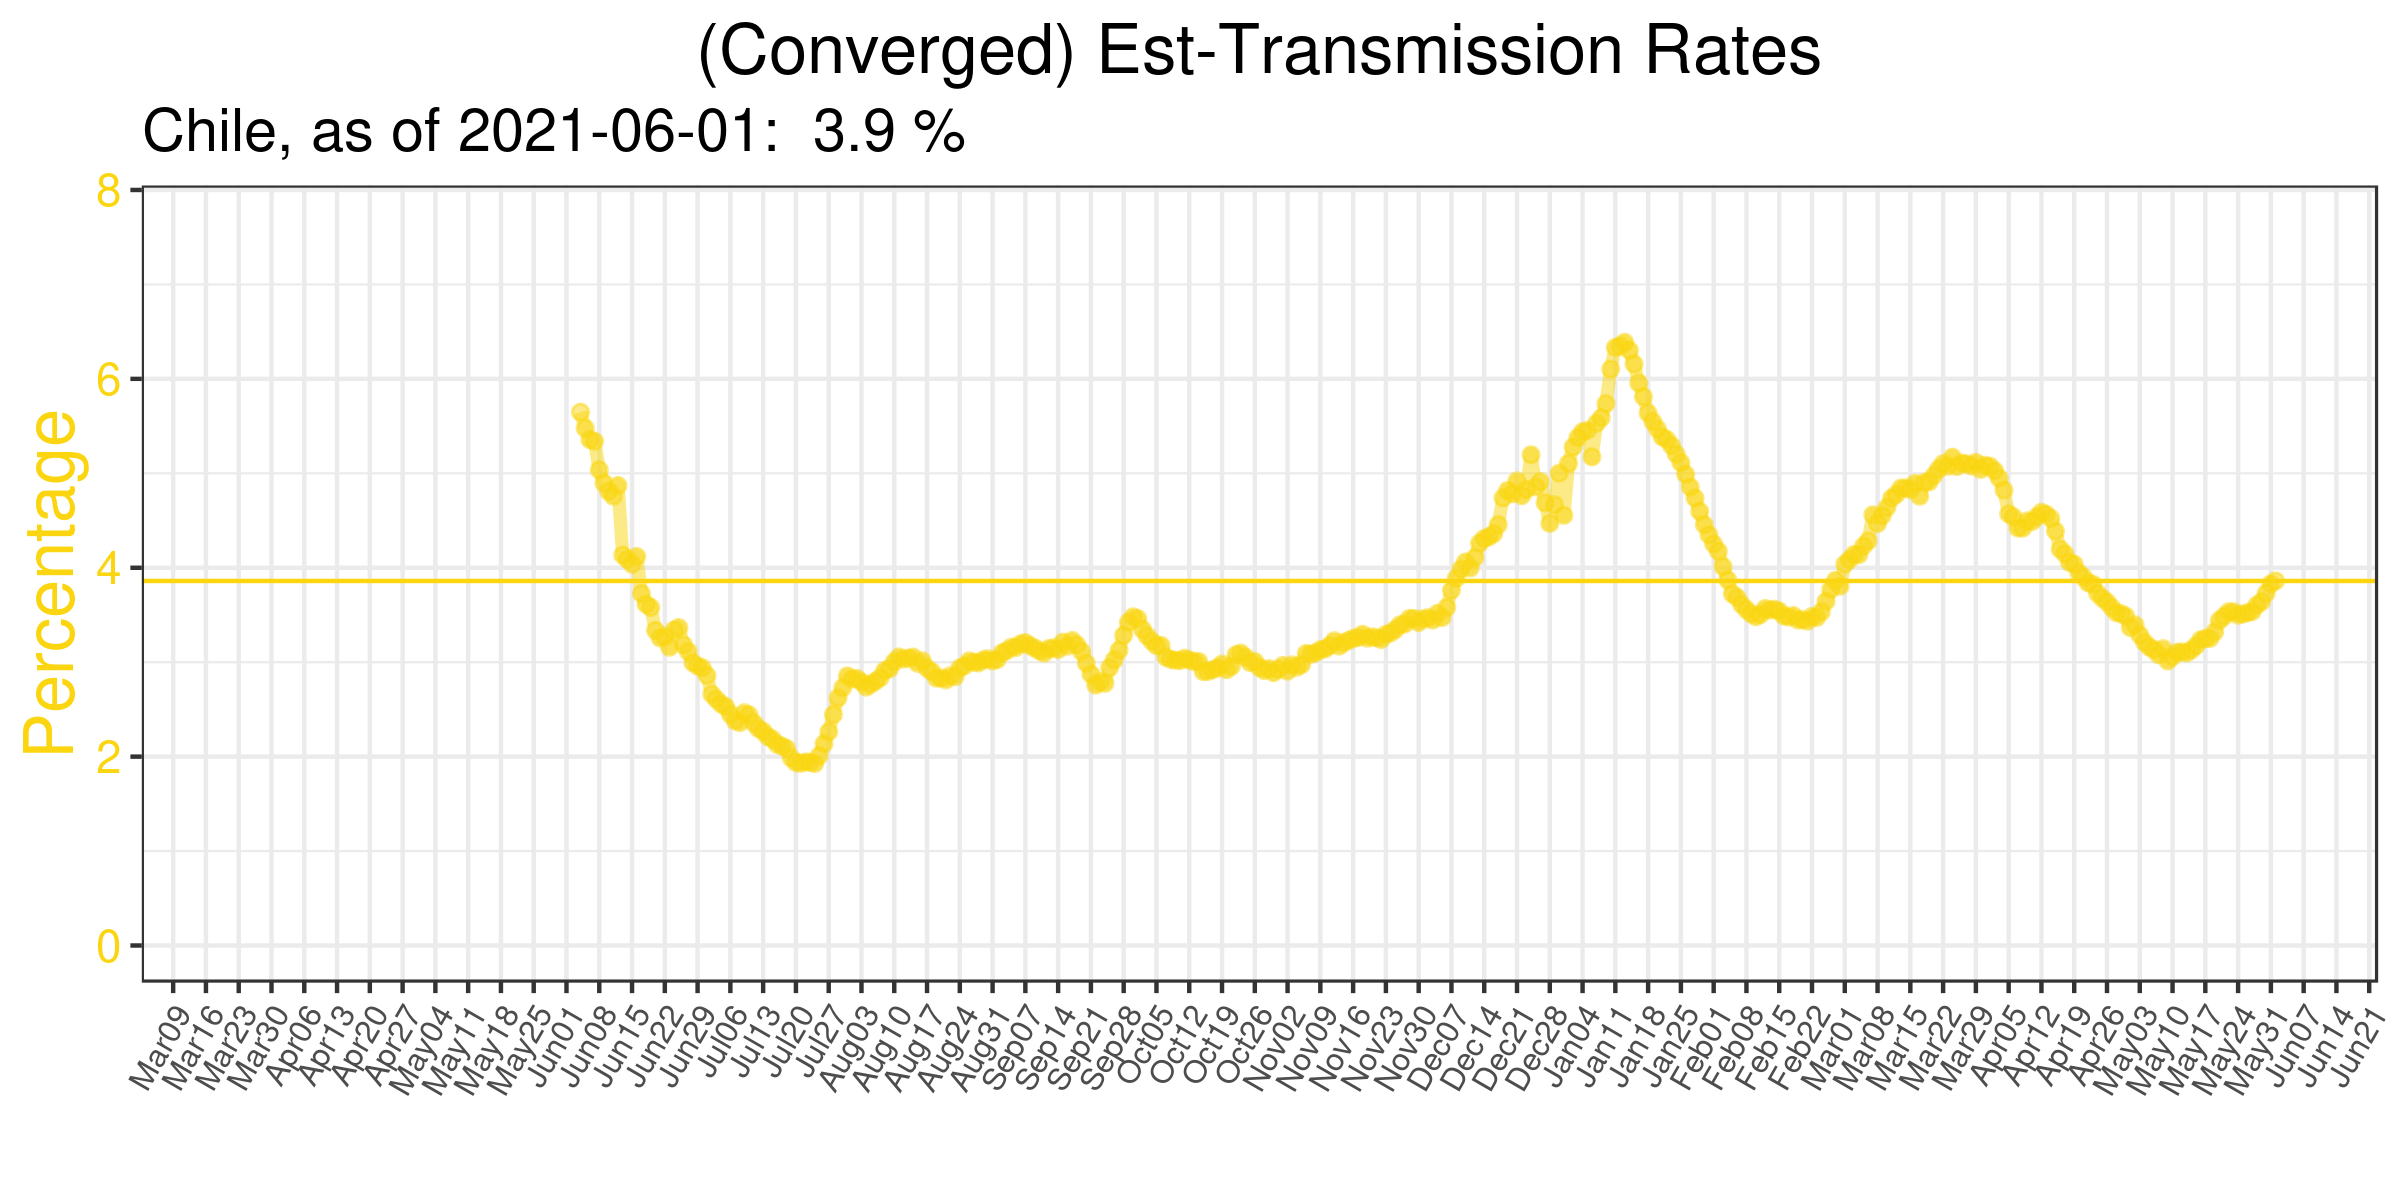 (Converged) Est-Transmission Rates
Chile, as of 2021-06-01:  3.9 %
Percentage
8
6
4
2
0
Mar09
Mar16
Mar23
Mar30
Apr06
Apr13
Apr20
Apr27
May04
May11
May18
May25
Jun01
Jun08
Jun15
Jun22
Jun29
Jul06
Jul13
Jul20
Jul27
Aug03
Aug10
Aug17
Aug24
Aug31
Sep07
Sep14
Sep21
Sep28
Oct05
Oct12
Oct19
Oct26
Nov02
Nov09
Nov16
Nov23
Nov30
Dec07
Dec14
Dec21
Dec28
Jan04
Jan11
Jan18
Jan25
Feb01
Feb08
Feb15
Feb22
Mar01
Mar08
Mar15
Mar22
Mar29
Apr05
Apr12
Apr19
Apr26
May03
May10
May17
May24
May31
Jun07
Jun14
Jun21